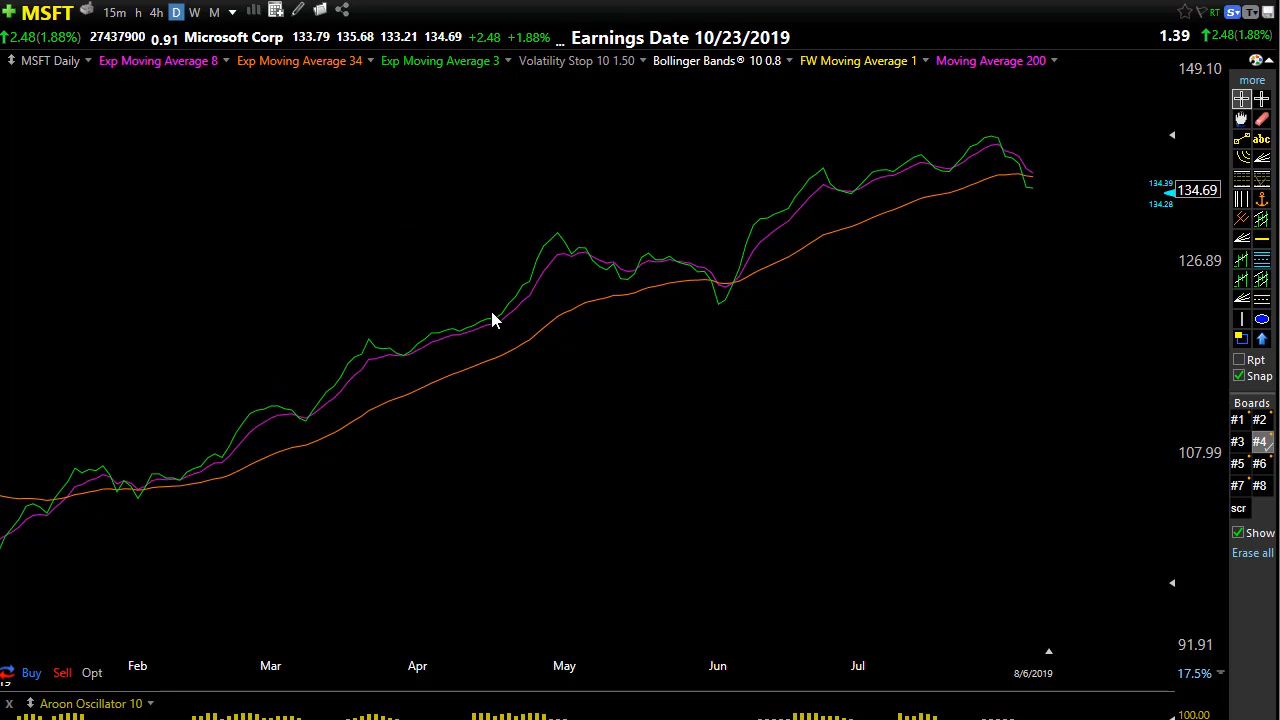 MSFT 15m h 4h D W M RT S T
2.48(1.88%) 27437900 0.91 Microsoft Corp 133.79 135.68 133.21 134.69 +2.48 +1.88% ... Earnings Date 10/23/2019 1.39 2.48(1.88%)
MSFT Daily Exp Moving Average 8 Exp Moving Average 34 Exp Moving Average 3 Volatility Stop 10 1.50 Bollinger Bands® 10 0.8 FW Moving Average 1 Moving Average 200
149.10
more
abc
134.39
134.69
134.28
126.89
Rpt
Snap
Boards
#1 #2
#3 #4
107.99
#5 #6
#7 #8
scr
Show
Erase all
91.91
Feb Mar Apr May Jun Jul
Buy Sell Opt 8/6/2019 17.5%
X Aroon Oscillator 10
100.00